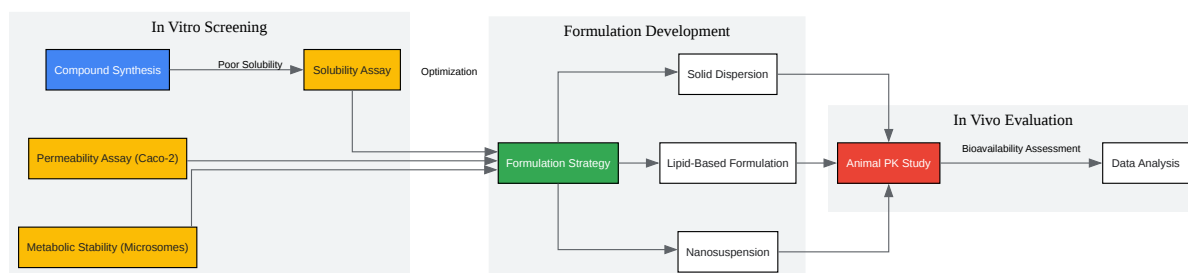 In Vitro Screening
Compound Synthesis
Poor Solubility
Solubility Assay
Permeability Assay (Caco-2)
Metabolic Stability (Microsomes)
Optimization
Formulation Development
Formulation Strategy
Solid Dispersion
Lipid-Based Formulation
Nanosuspension
In Vivo Evaluation
Animal PK Study
Bioavailability Assessment
Data Analysis